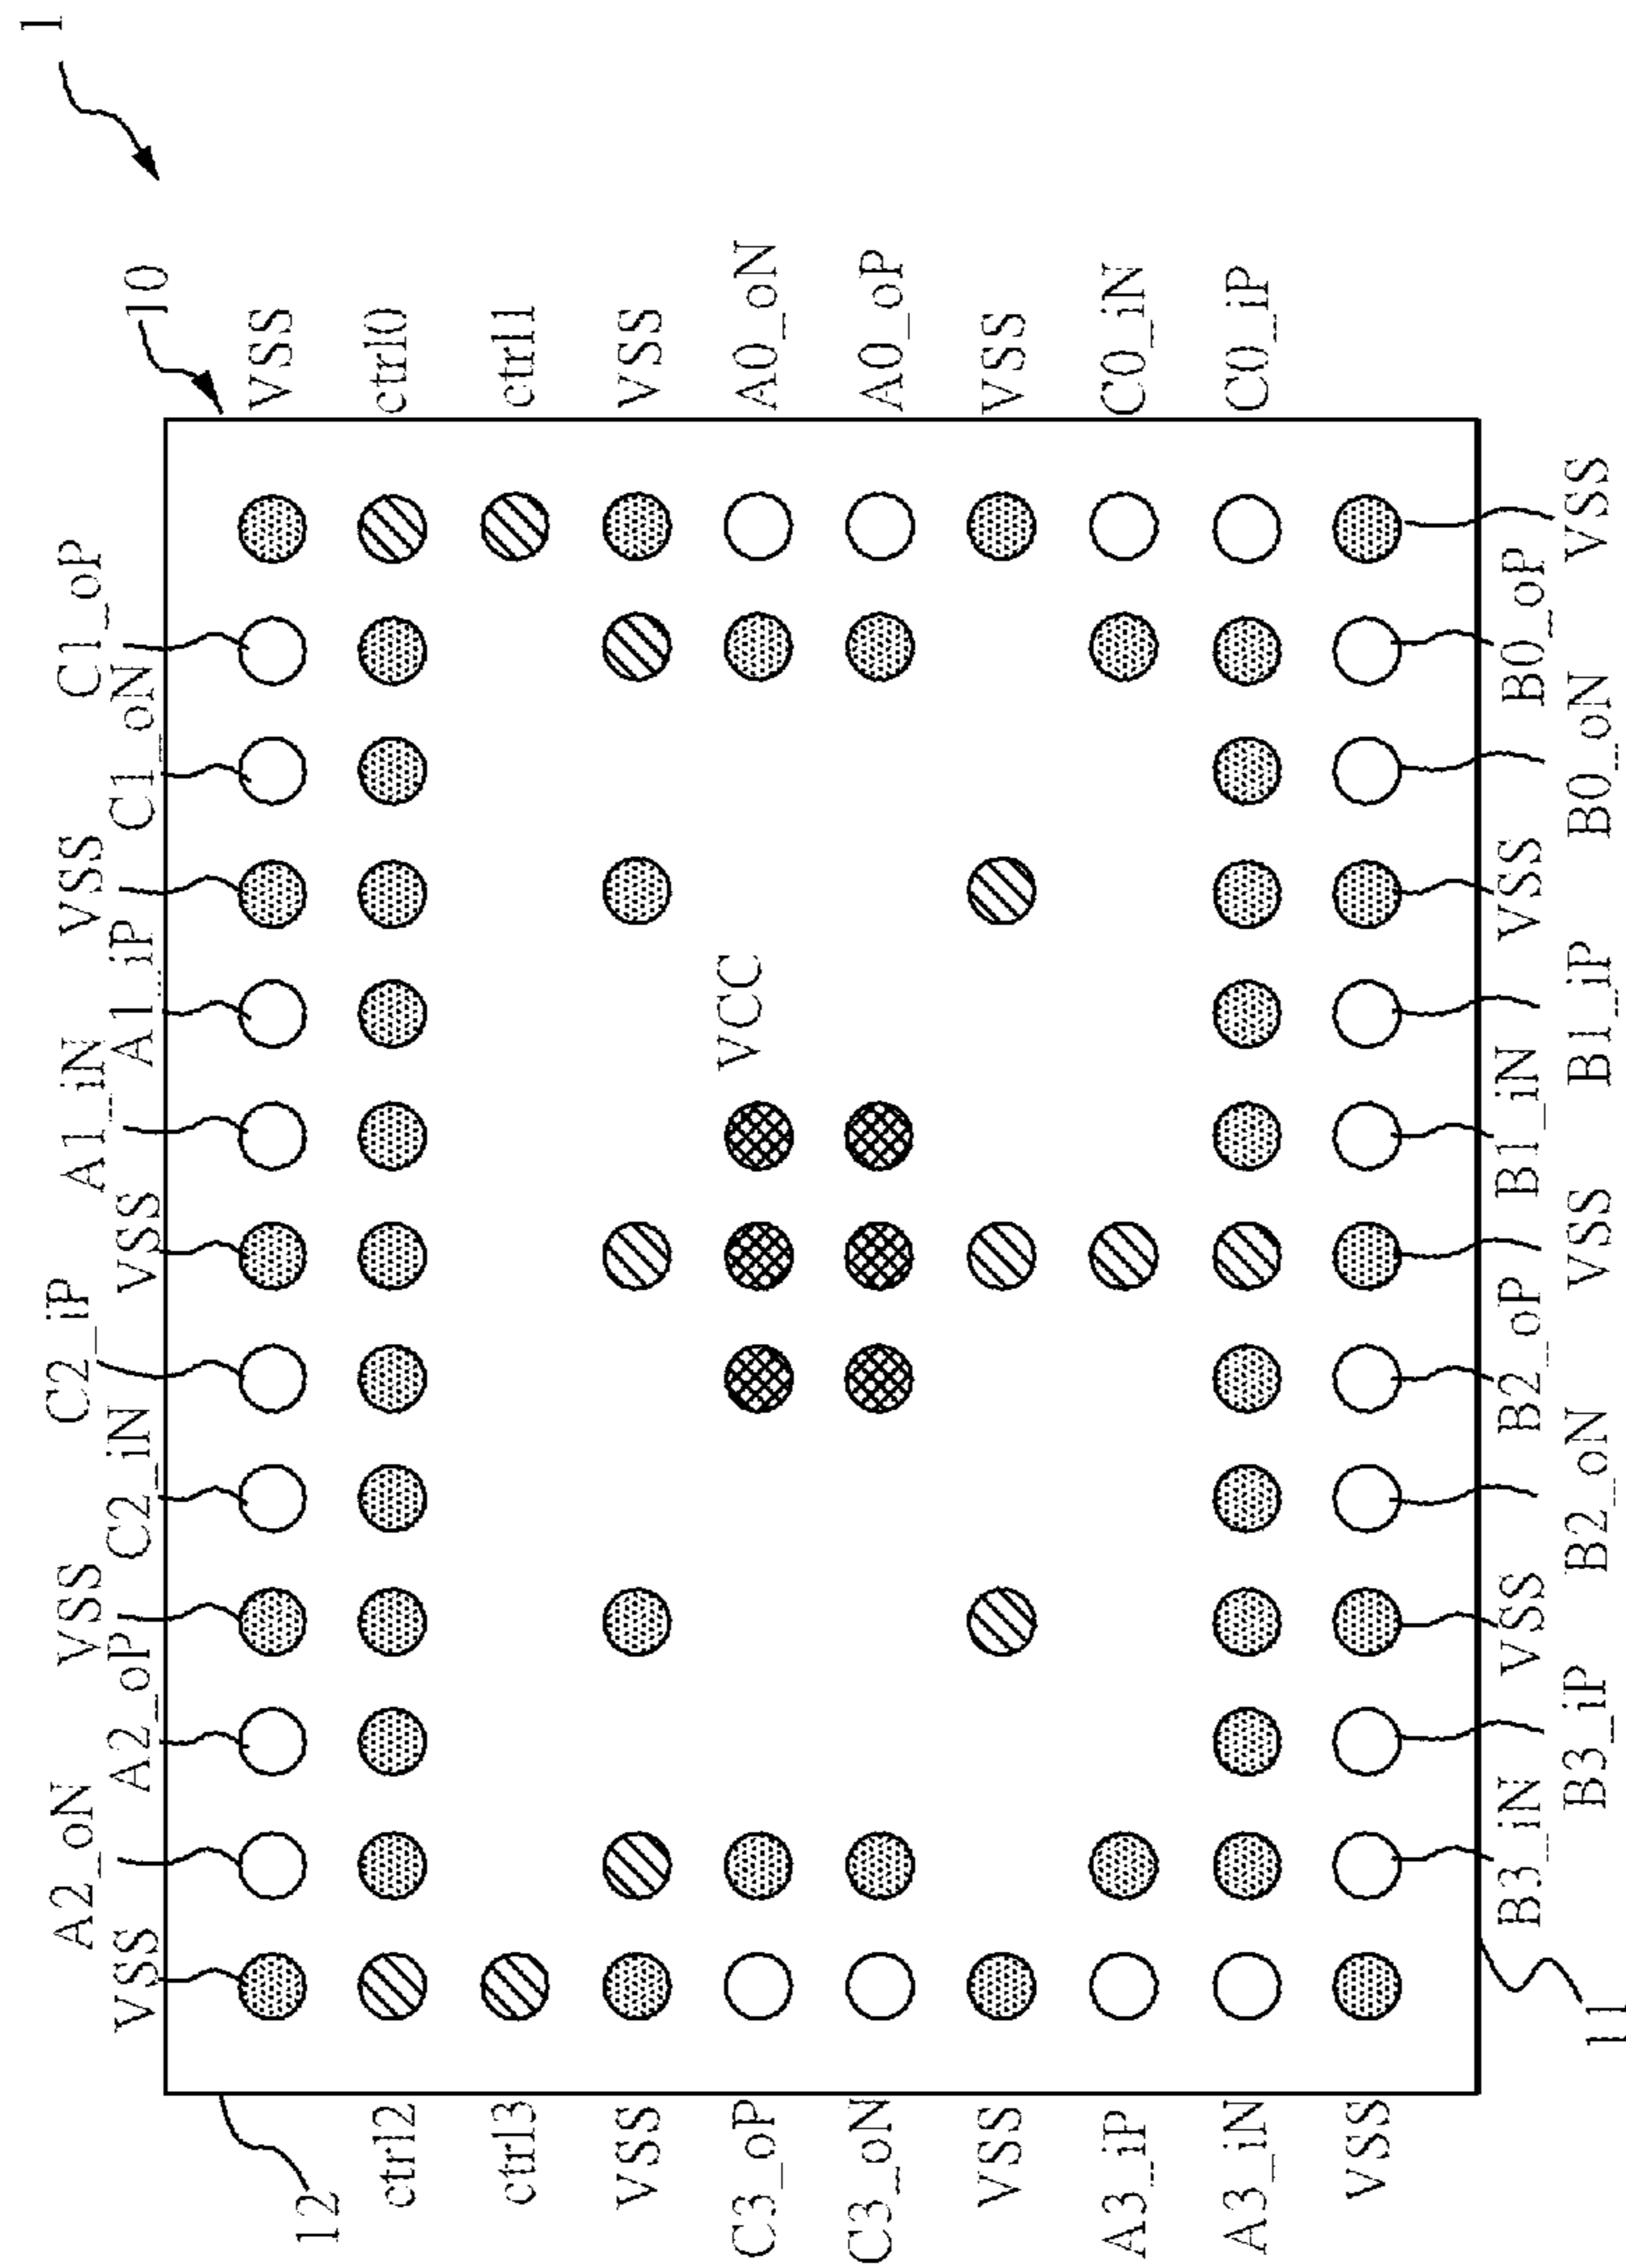 1
10
VSS
ctrl0
ctrl1
VSS
A0_oN
A0_oP
VSS
C0_iN
C0_iP
VSS
C1_oP
C1_oN
VSS
A1_iP
A1_iN
VSS
C2_iP
C2_iN
VSS
A2_oP
A2_oN
VSS
VCC
B0_oP
B0_oN
VSS
B1_iP
B1_iN
VSS
B2_oP
B2_oN
VSS
B3_iP
B3_iN
11
12
ctrl2
ctrl3
VSS
C3_oP
C3_oN
VSS
A3_iP
A3_iN
VSS